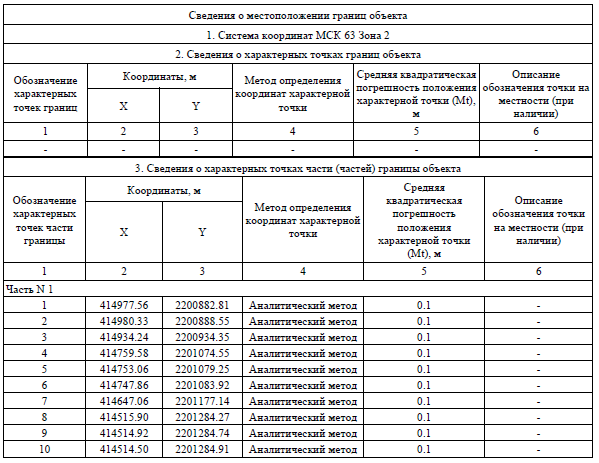 Сведения о местоположении границ объекта
1. Система координат МСК 63 Зона 2
2. Сведения о характерных точках границ объекта
Обозначение характерных точек границ | Координаты, м | Метод определения координат характерной точки | Средняя квадратическая погрешность положения характерной точки (Mt), м | Описание обозначения точки на местности (при наличии)
X | Y
1 | 2 | 3 | 4 | 5 | 6
- | - | - | - | - | -
3. Сведения о характерных точках части (частей) границы объекта
Обозначение характерных точек части границы | Координаты, м | Метод определения координат характерной точки | Средняя квадратическая погрешность положения характерной точки (Mt), м | Описание обозначения точки на местности (при наличии)
X | Y
1 | 2 | 3 | 4 | 5 | 6
Часть N 1
1 | 414977.56 | 2200882.81 | Аналитический метод | 0.1 | -
2 | 414980.33 | 2200888.55 | Аналитический метод | 0.1 | -
3 | 414934.24 | 2200934.35 | Аналитический метод | 0.1 | -
4 | 414759.58 | 2201074.55 | Аналитический метод | 0.1 | -
5 | 414753.06 | 2201079.25 | Аналитический метод | 0.1 | -
6 | 414747.86 | 2201083.92 | Аналитический метод | 0.1 | -
7 | 414647.06 | 2201177.14 | Аналитический метод | 0.1 | -
8 | 414515.90 | 2201284.27 | Аналитический метод | 0.1 | -
9 | 414514.92 | 2201284.74 | Аналитический метод | 0.1 | -
10 | 414514.50 | 2201284.91 | Аналитический метод | 0.1 | -